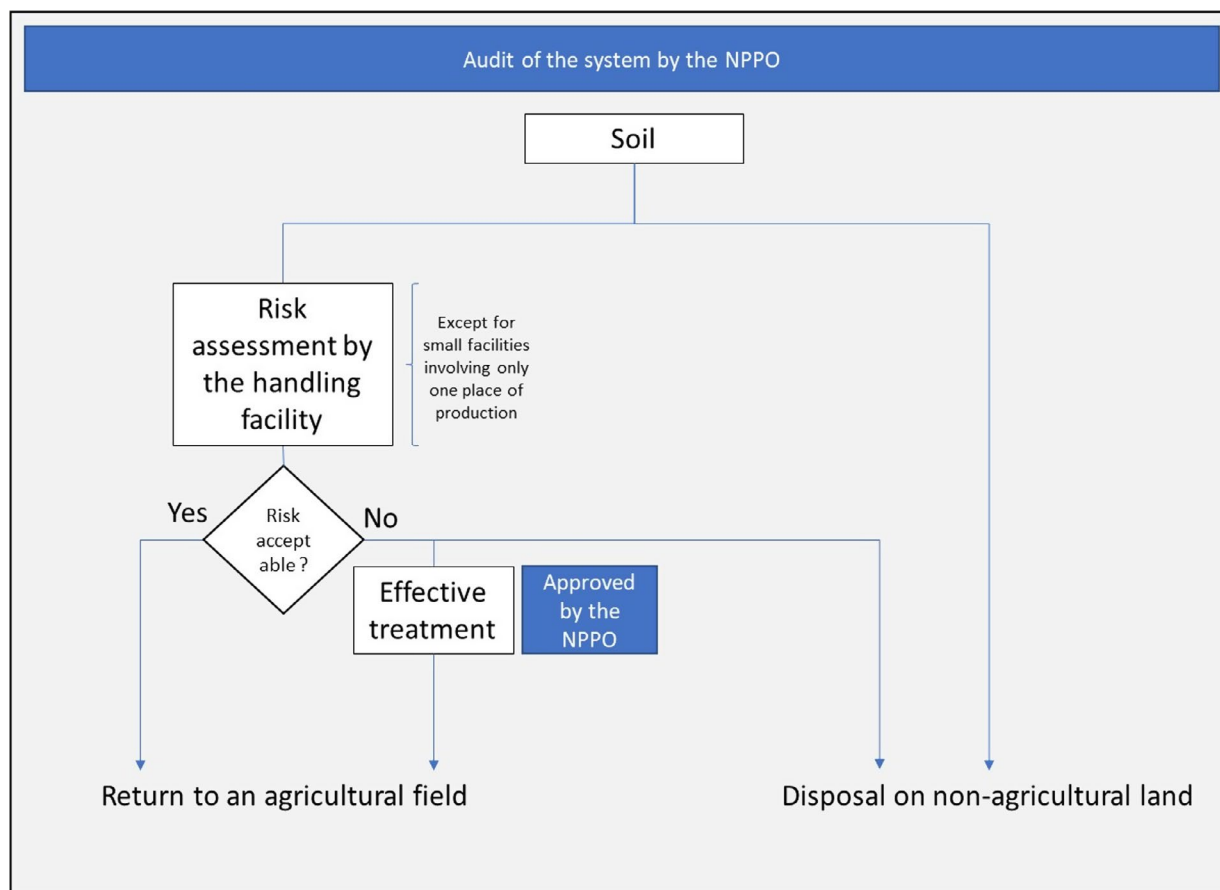 Audit of the system by the NPPO
Soil
Risk
assessment by
the handling
facility
Except for
small facilities
involving only
one place of
production
Yes
Risk
accept
able ?
No
Effective
treatment
Approved
by the
NPPO
Return to an agricultural field
Disposal on non-agricultural land